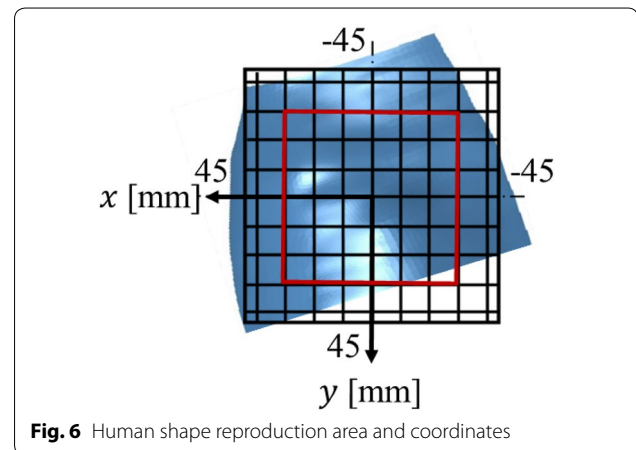 -45
45
-45
x [mm]
45
y [mm]
Fig. 6 Human shape reproduction area and coordinates